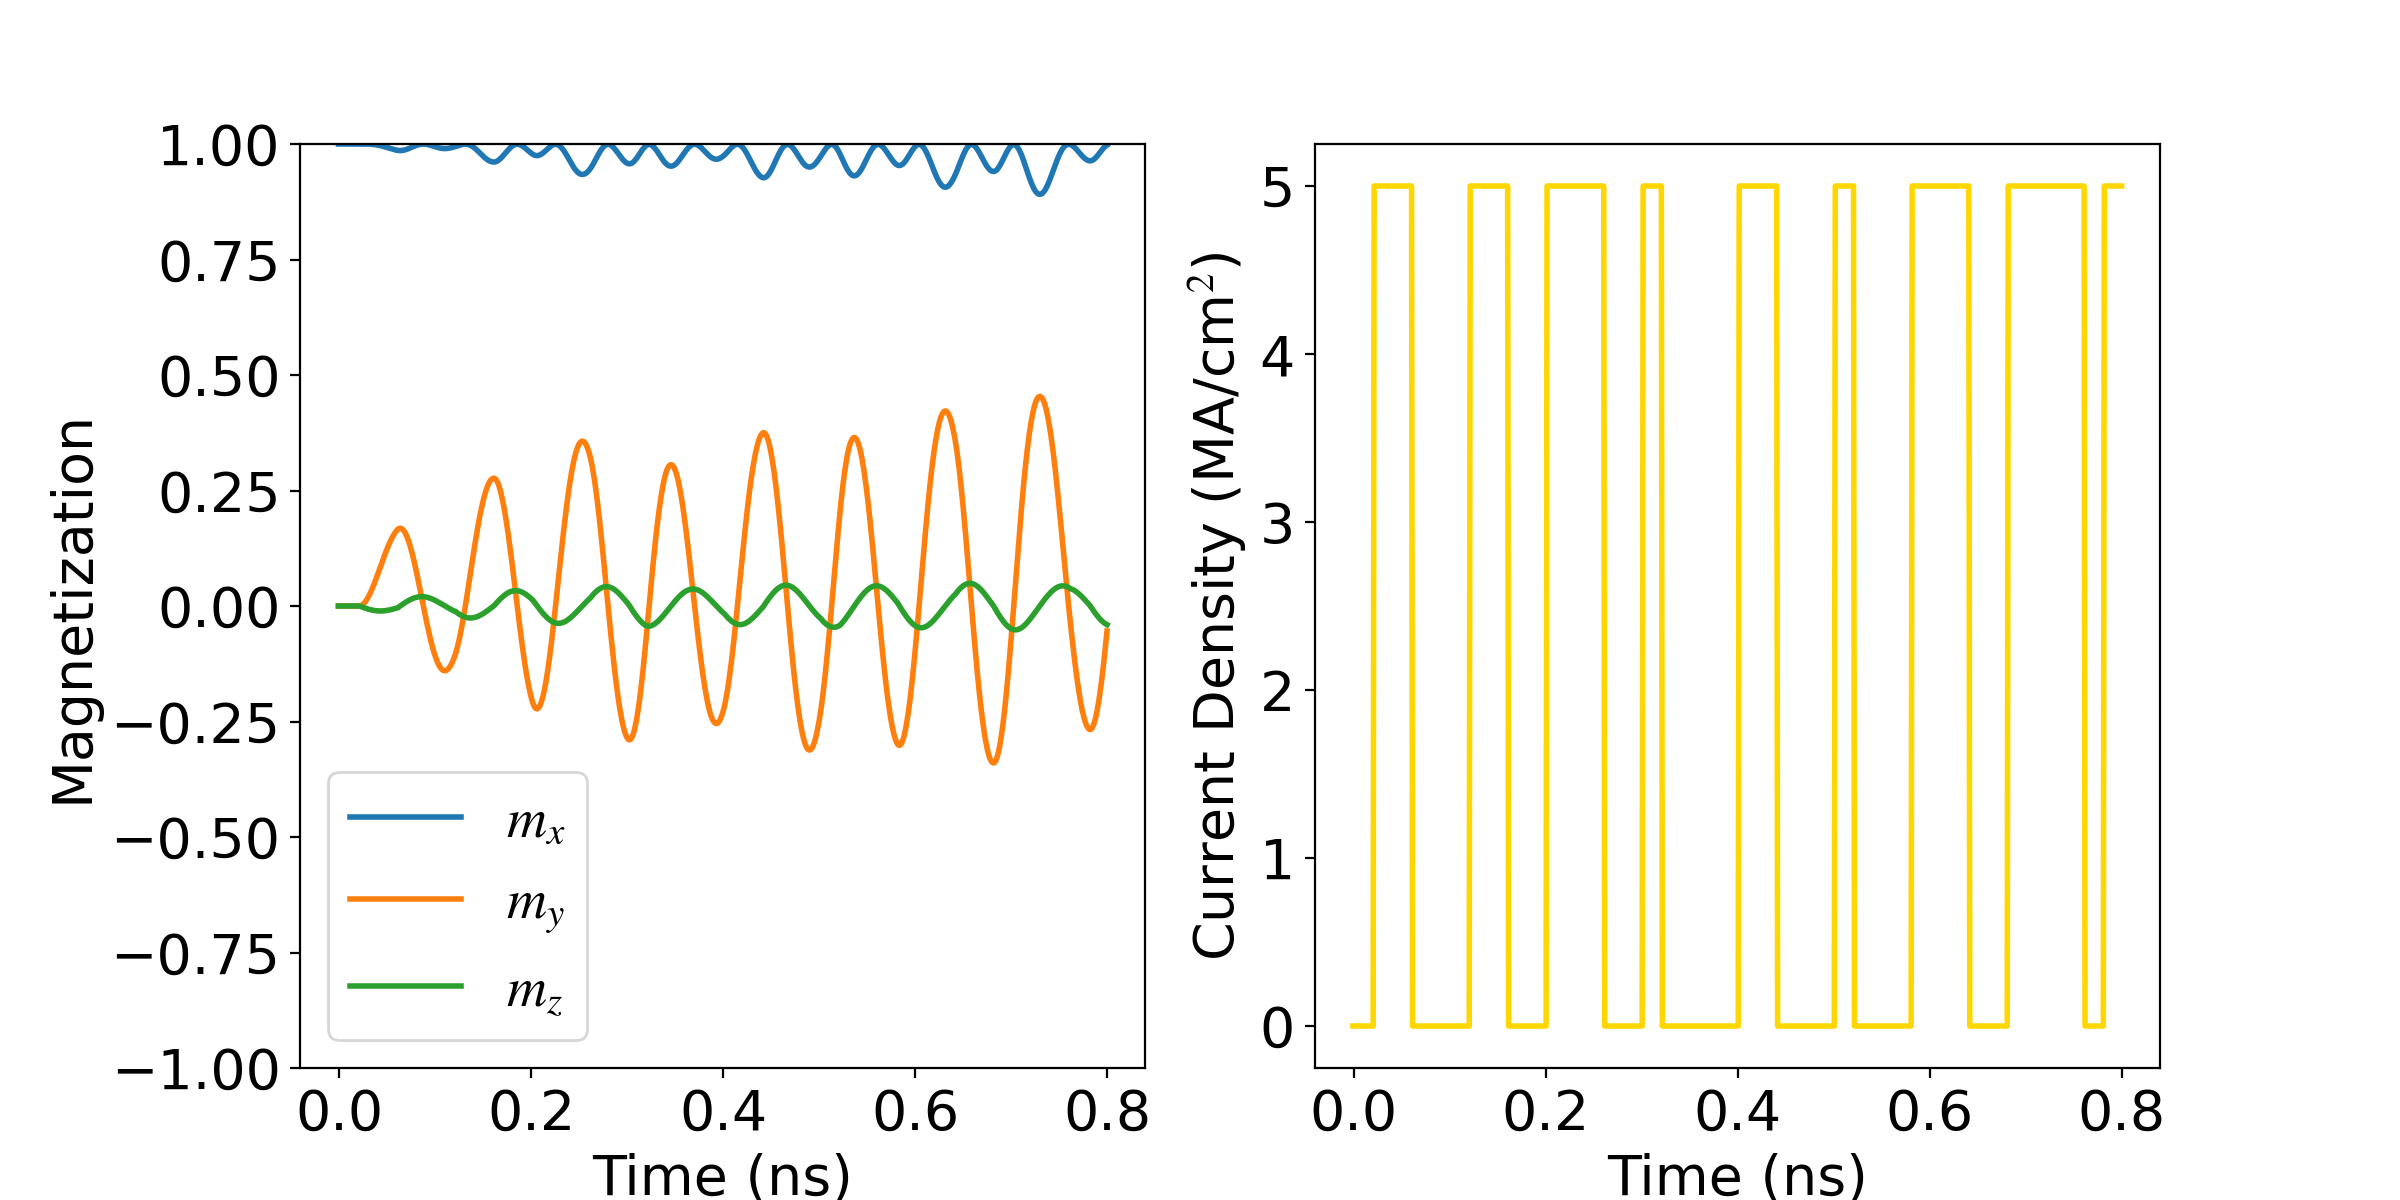 Magnetization
1.00
0.75
0.50
0.25
0.00
−0.25
−0.50
−0.75
−1.00
m_x
m_y
m_z
0.0 0.2 0.4 0.6 0.8
Time (ns)
Current Density (MA/cm²)
5
4
3
2
1
0
0.0 0.2 0.4 0.6 0.8
Time (ns)